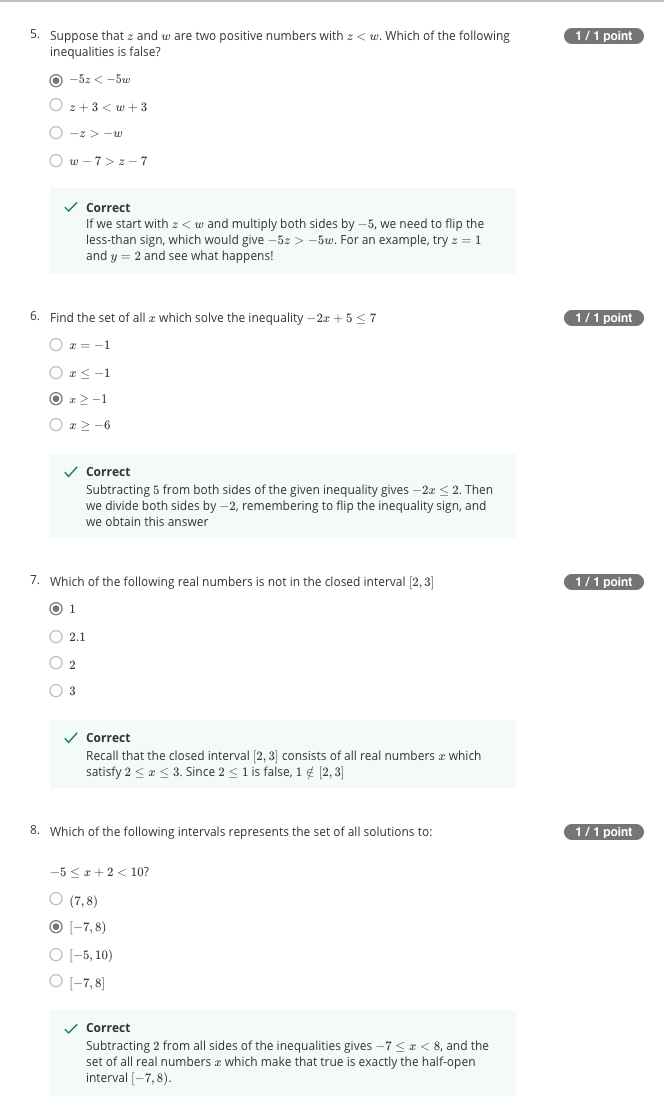 5. Suppose that z and w are two positive numbers with z < w. Which of the following 1 / 1 point
inequalities is false?
−5z < −5w
z + 3 < w + 3
−z > −w
w − 7 > z − 7
Correct
If we start with z < w and multiply both sides by −5, we need to flip the
less-than sign, which would give −5z > −5w. For an example, try z = 1
and y = 2 and see what happens!
6. Find the set of all x which solve the inequality −2x + 5 ≤ 7 1 / 1 point
x = −1
x ≤ −1
x ≥ −1
x ≥ −6
Correct
Subtracting 5 from both sides of the given inequality gives −2x ≤ 2. Then
we divide both sides by −2, remembering to flip the inequality sign, and
we obtain this answer
7. Which of the following real numbers is not in the closed interval [2, 3] 1 / 1 point
1
2.1
2
3
Correct
Recall that the closed interval [2, 3] consists of all real numbers x which
satisfy 2 ≤ x ≤ 3. Since 2 ≤ 1 is false, 1 ∉ [2, 3]
8. Which of the following intervals represents the set of all solutions to: 1 / 1 point
−5 ≤ x + 2 < 10?
(7, 8)
[−7, 8)
[−5, 10)
[−7, 8]
Correct
Subtracting 2 from all sides of the inequalities gives −7 ≤ x < 8, and the
set of all real numbers x which make that true is exactly the half-open
interval [−7, 8).